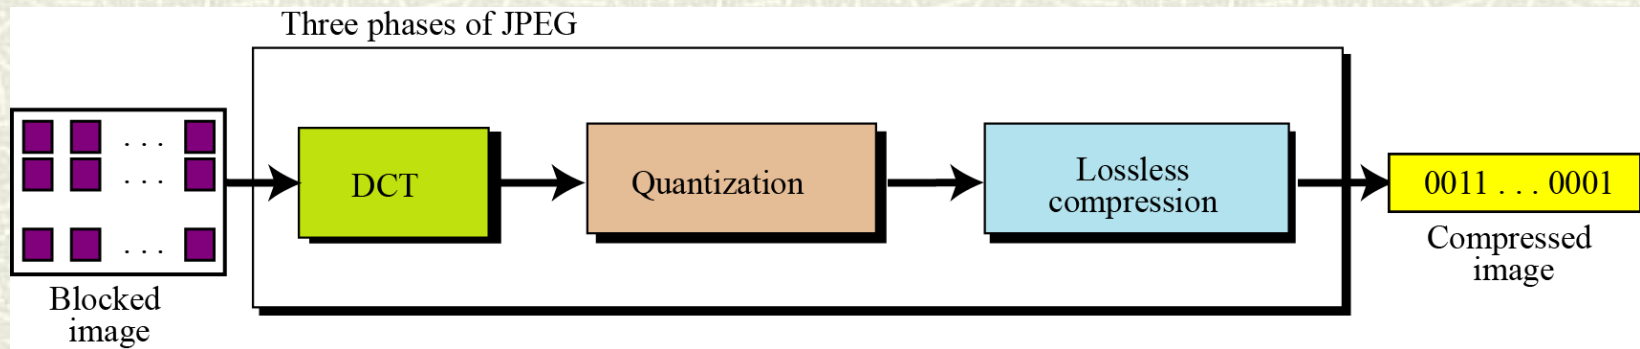 Three phases of JPEG
. . .
. . .
. . .
Blocked
image
DCT
Quantization
Lossless
compression
0011 . . . 0001
Compressed
image